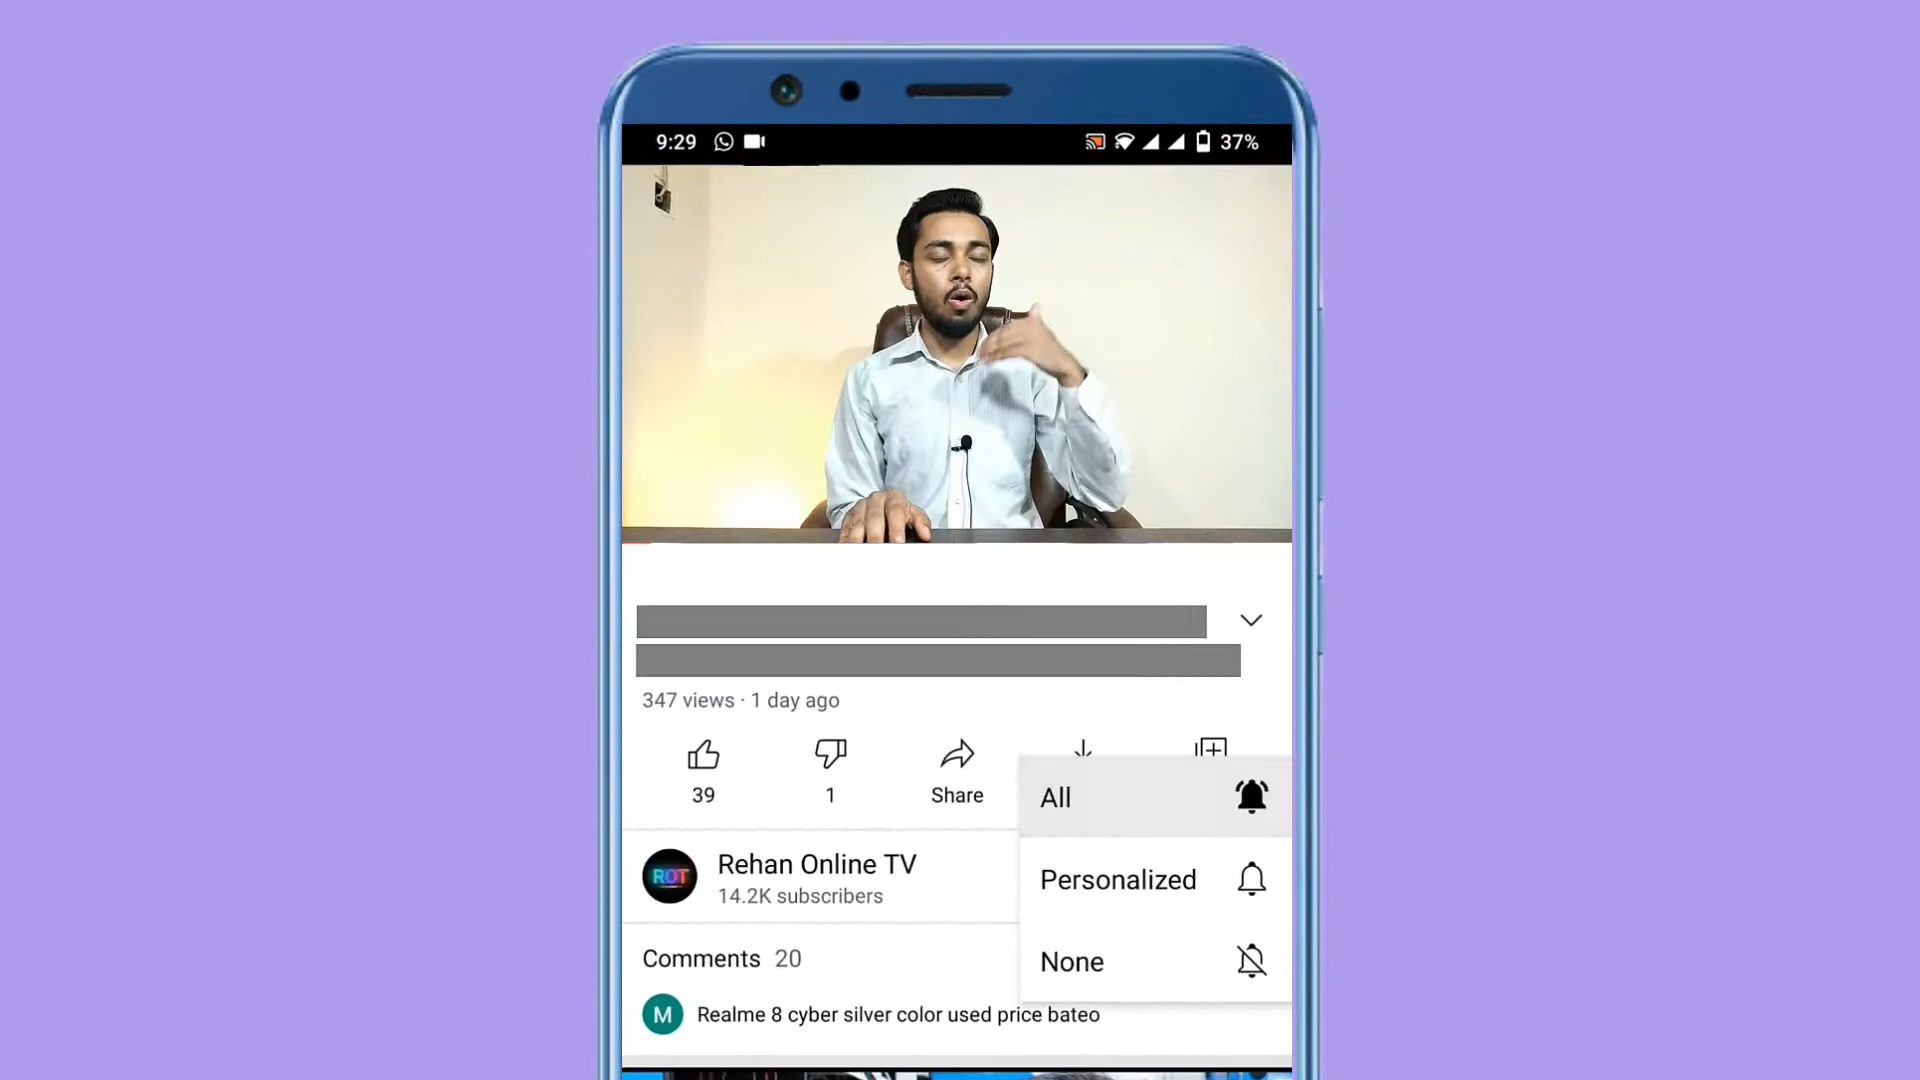 9:29
37%
347 views · 1 day ago
39
1
Share
All
Personalized
None
ROT
Rehan Online TV
14.2K subscribers
Comments 20
M
Realme 8 cyber silver color used price bateo